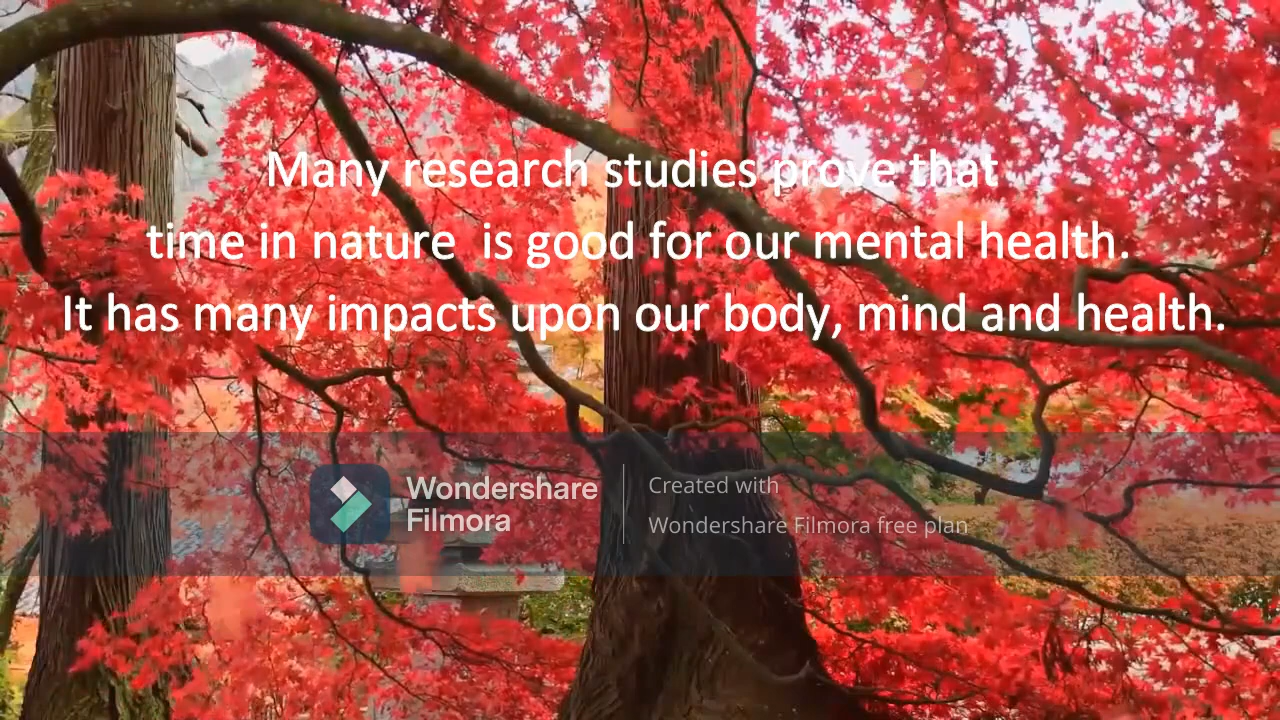 Many research studies prove that
time in nature  is good for our mental health.
It has many impacts upon our body, mind and health.
Wondershare
Filmora
Created with
Wondershare Filmora free plan